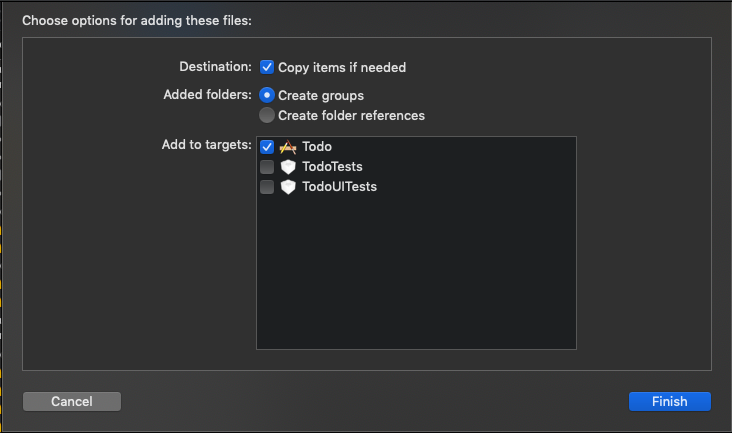 Choose options for adding these files:
Destination: Copy items if needed
Added folders: Create groups
Create folder references
Add to targets: Todo
TodoTests
TodoUITests
Cancel Finish